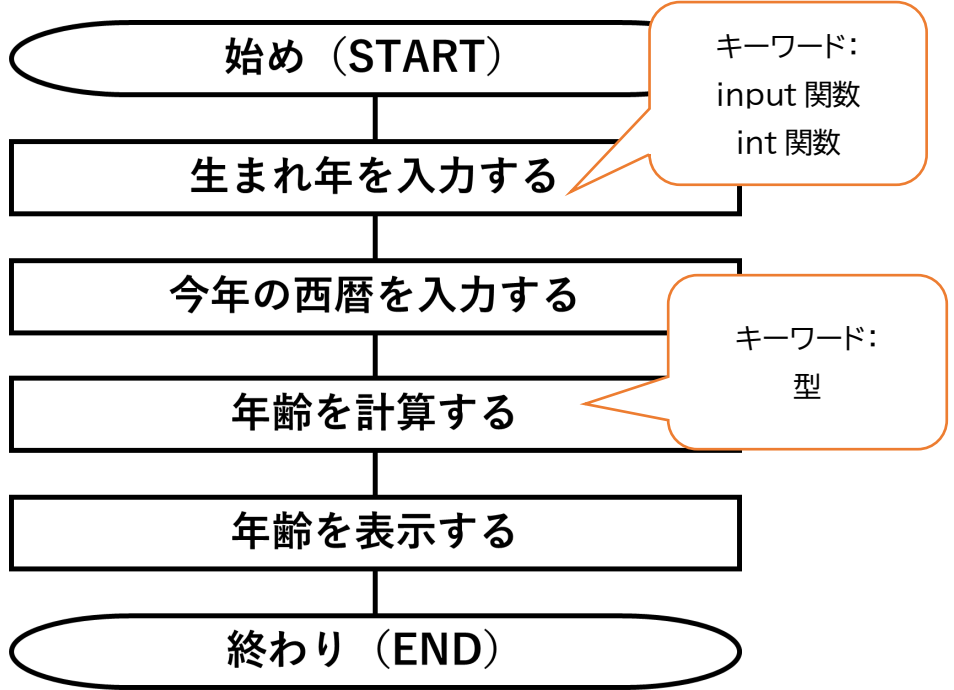 始め（START）
キーワード：
input 関数
int 関数
生まれ年を入力する
今年の西暦を入力する
キーワード：
型
年齢を計算する
年齢を表示する
終わり（END）